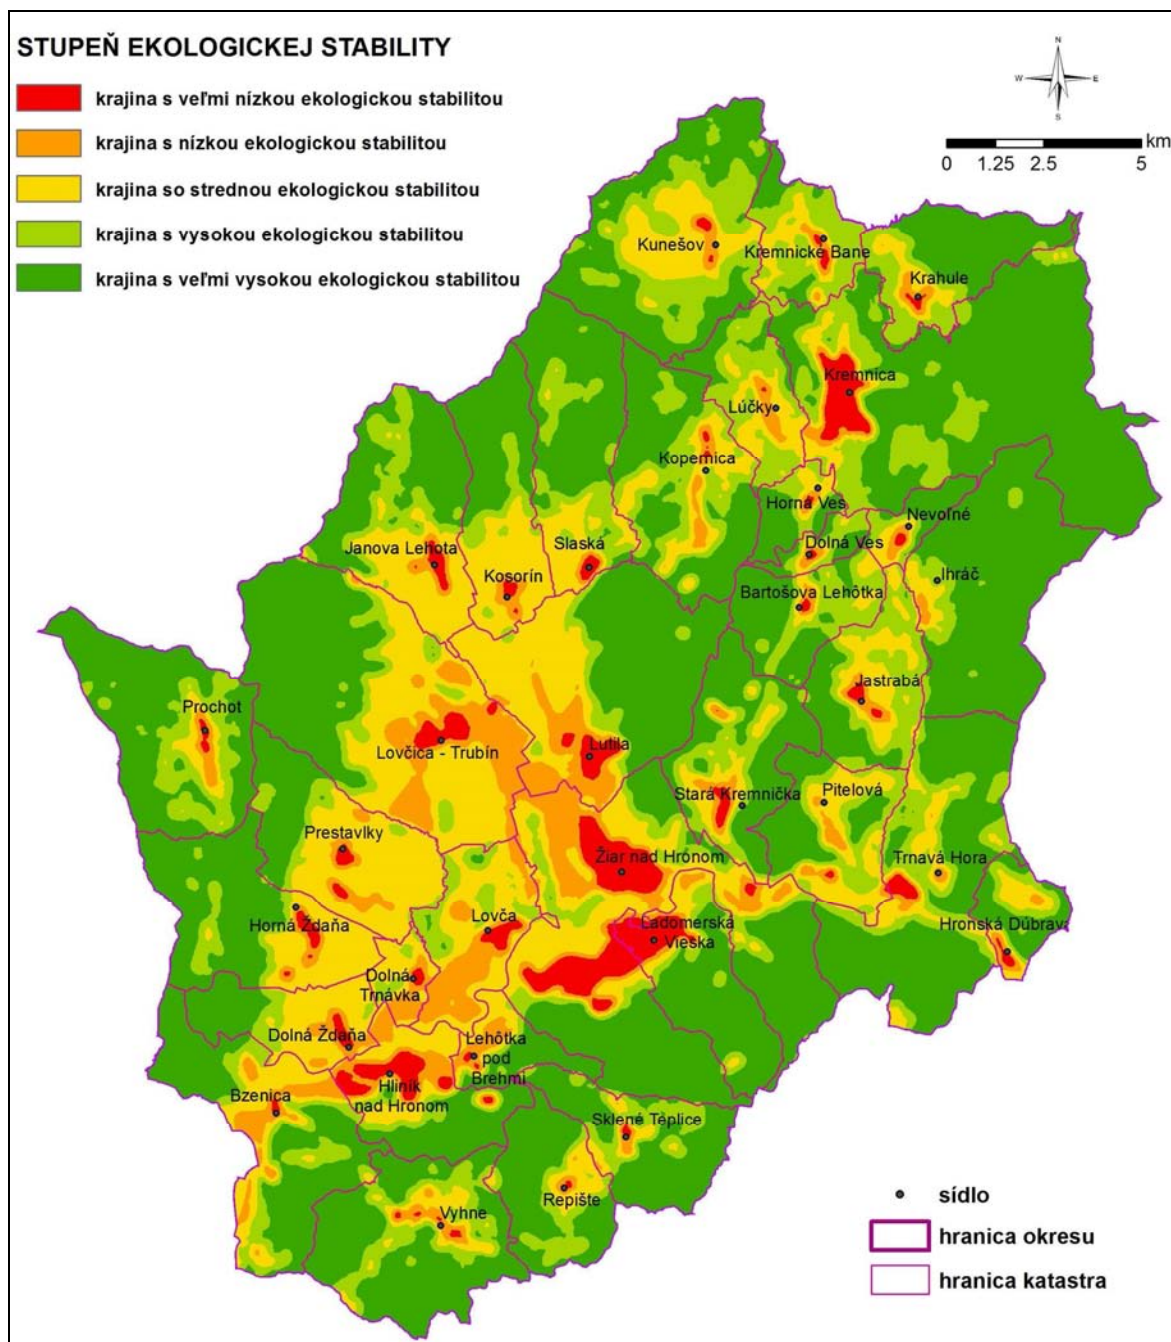 STUPEŇ EKOLOGICKEJ STABILITY
krajina s veľmi nízkou ekologickou stabilitou
krajina s nízkou ekologickou stabilitou
krajina so strednou ekologickou stabilitou
krajina s vysokou ekologickou stabilitou
krajina s veľmi vysokou ekologickou stabilitou
N
W E
S
km
0 1.25 2.5 5
Kunešov
Kremnické Bane
Krahule
Kremnica
Lúčky
Kopernica
Horná Ves
Nevoľné
Dolná Ves
Janova Lehota
Slaská
Kosorín
Ihráč
Bartošova Lehôtka
Jastrabá
Prochot
Lovčica - Trubín
Lutila
Stará Kremnička
Pitelová
Prestavlky
Žiar nad Hronom
Trnavá Hora
Horná Ždaňa
Lovča
Ladomerská
Vieska
Hronská Dúbrava
Dolná
Trnávka
Dolná Ždaňa
Lehôtka
pod
Brehmi
Hliník
nad Hronom
Bzenica
Sklené Teplice
Repište
Vyhne
sídlo
hranica okresu
hranica katastra